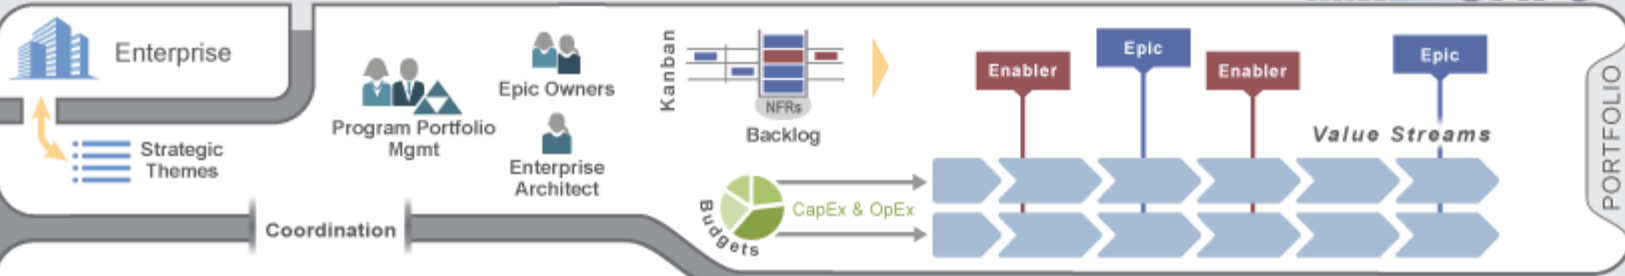 Enterprise
Strategic
Themes
Coordination
Program Portfolio
Mgmt
Epic Owners
Enterprise
Architect
Kanban
NFRs
Backlog
Budgets
CapEx & OpEx
Enabler
Epic
Enabler
Epic
Value Streams
PORTFOLIO